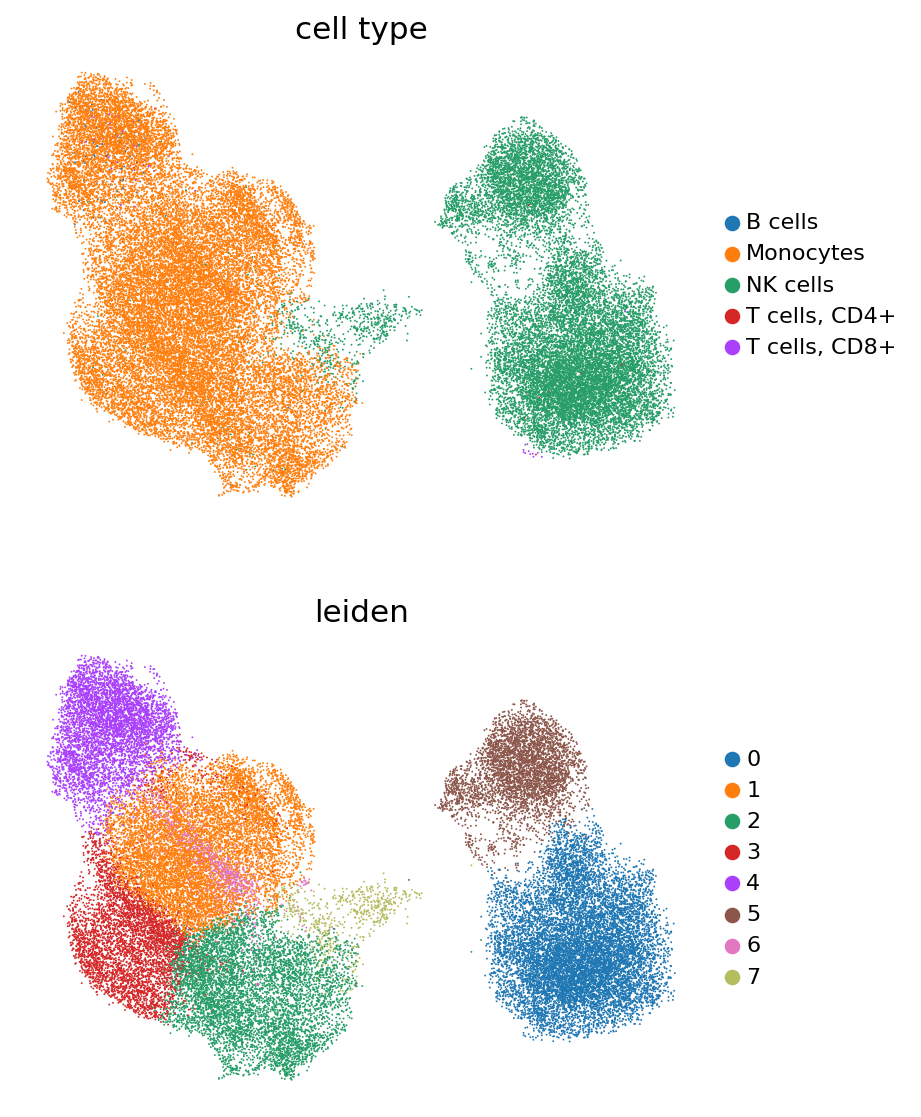 cell type
B cells
Monocytes
NK cells
T cells, CD4+
T cells, CD8+
leiden
0
1
2
3
4
5
6
7